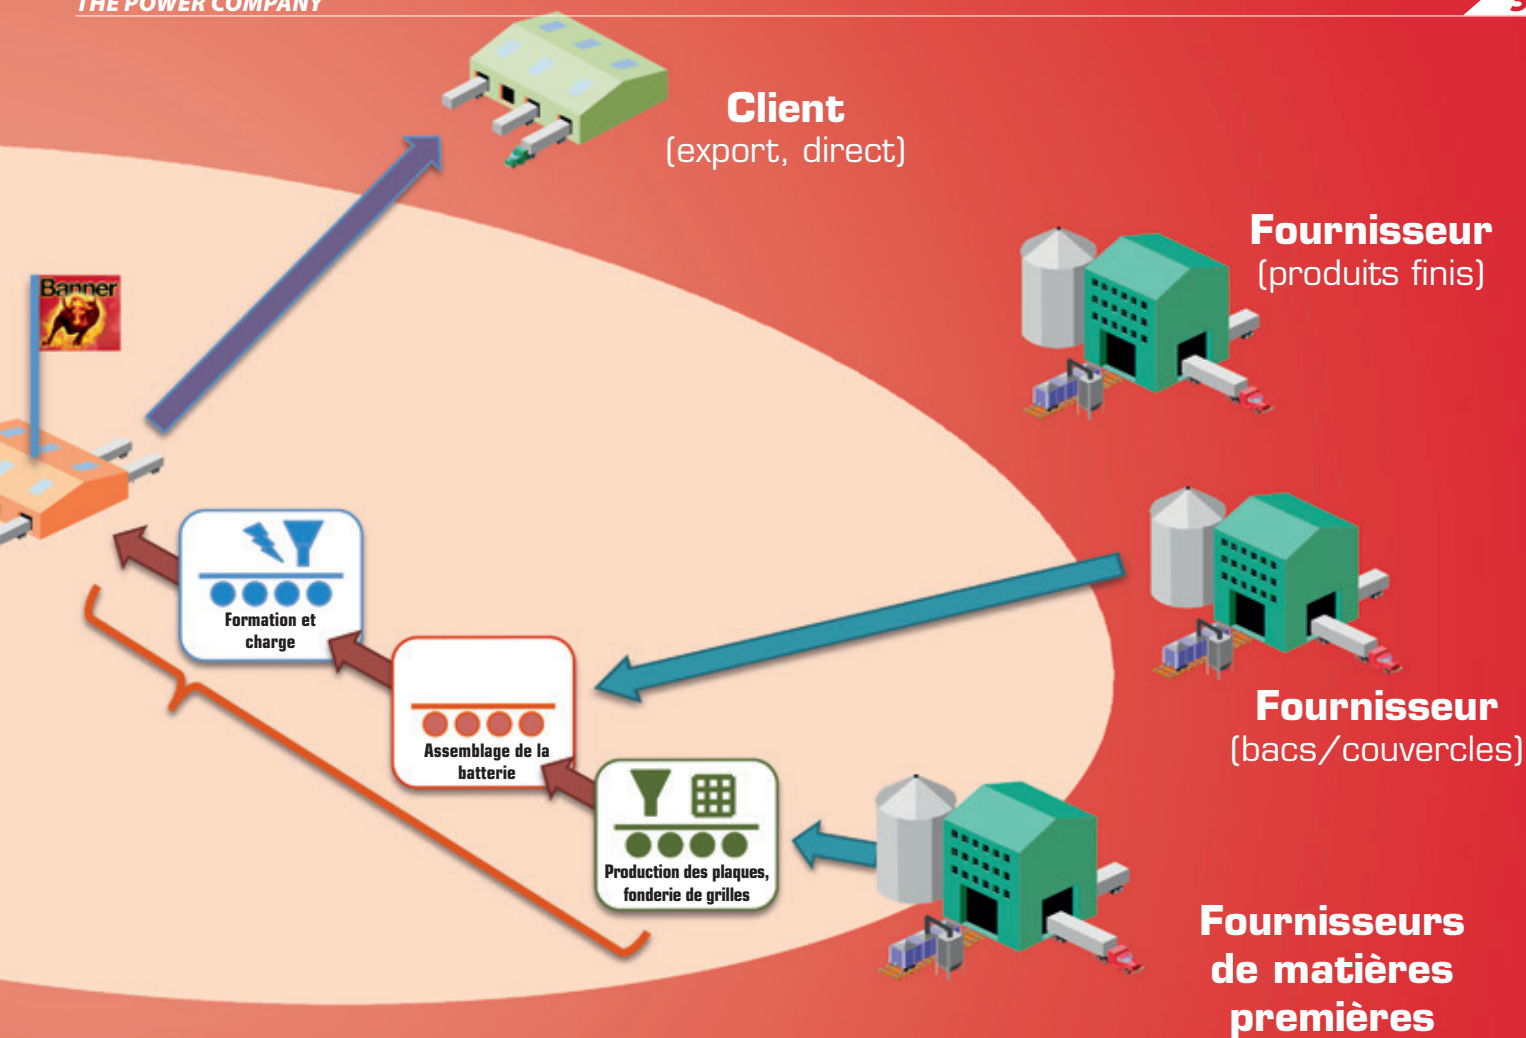 THE POWER COMPANY
Client
(export, direct)
Fournisseur
(produits finis)
Banner
Formation et
charge
Fournisseur
(bacs/couvercles)
Assemblage de la
batterie
Production des plaques,
fonderie de grilles
Fournisseurs
de matières
premières